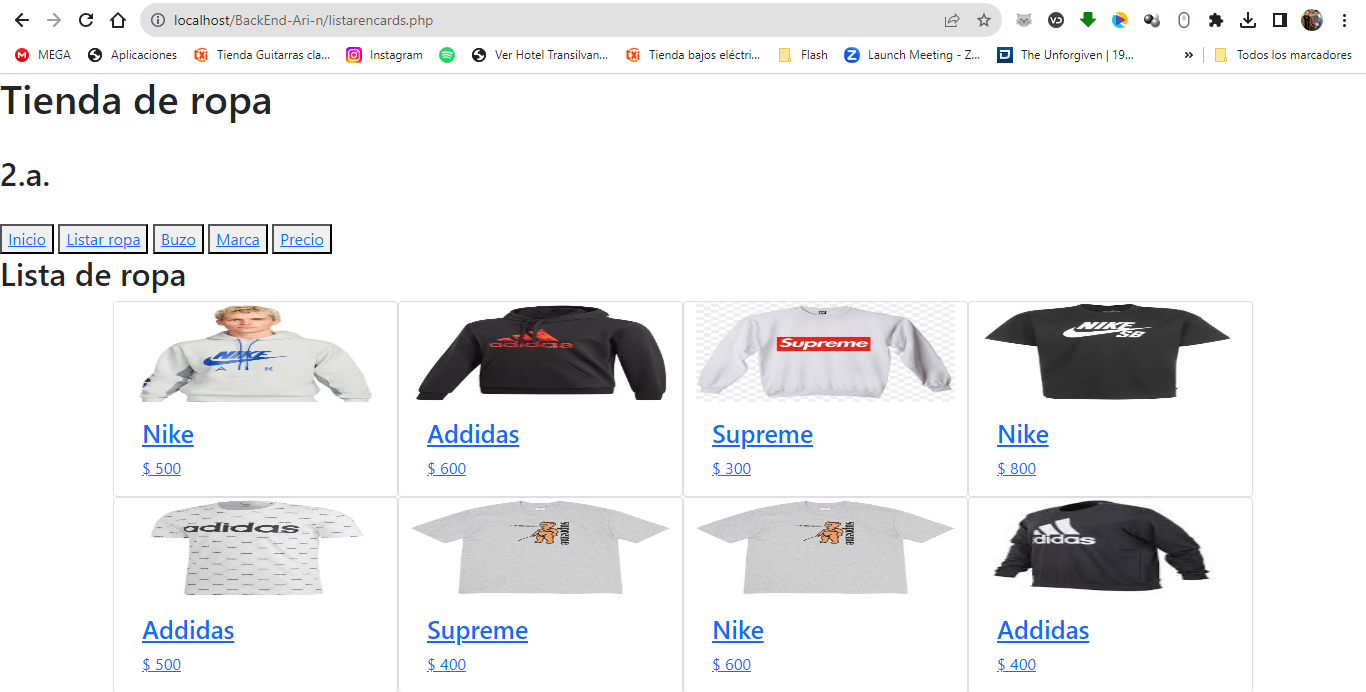 localhost/BackEnd-Ari-n/listarencards.php
MEGA Aplicaciones Tienda Guitarras cla... Instagram Ver Hotel Transilvan... Tienda bajos eléctri... Flash Launch Meeting - Z... The Unforgiven | 19... » Todos los marcadores
Tienda de ropa
2.a.
Inicio Listar ropa Buzo Marca Precio
Lista de ropa
NIKE
AIR
adidas
Supreme
NIKE
SB
Nike Addidas Supreme Nike
$ 500 $ 600 $ 300 $ 800
adidas
supreme
supreme
adidas
Addidas Supreme Nike Addidas
$ 500 $ 400 $ 600 $ 400